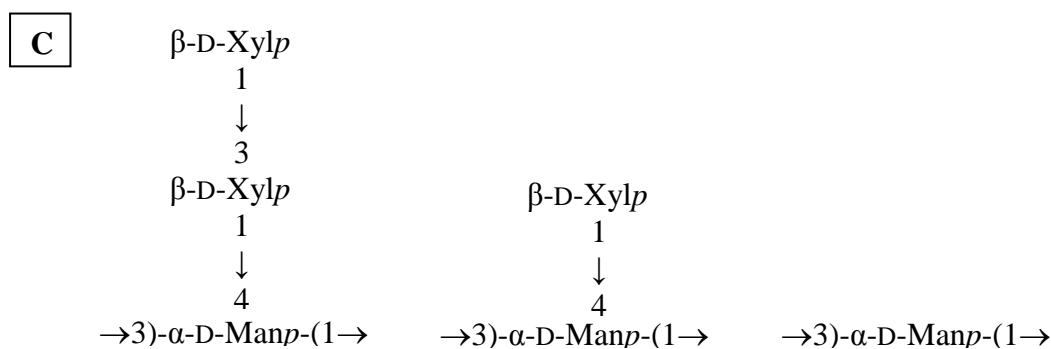 C
β-D-Xylp
1
↓
3
β-D-Xylp β-D-Xylp
1 1
↓ ↓
4 4
→3)-α-D-Manp-(1→ →3)-α-D-Manp-(1→ →3)-α-D-Manp-(1→